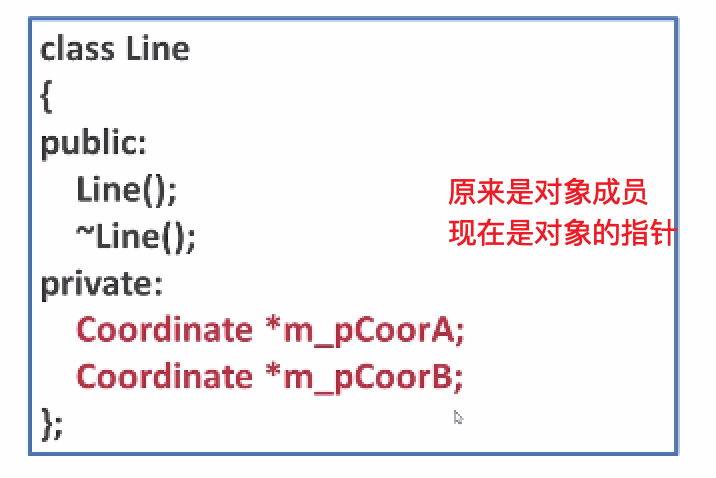 class Line
{
public:
Line();
~Line();
原来是对象成员
现在是对象的指针
private:
Coordinate *m_pCoorA;
Coordinate *m_pCoorB;
};